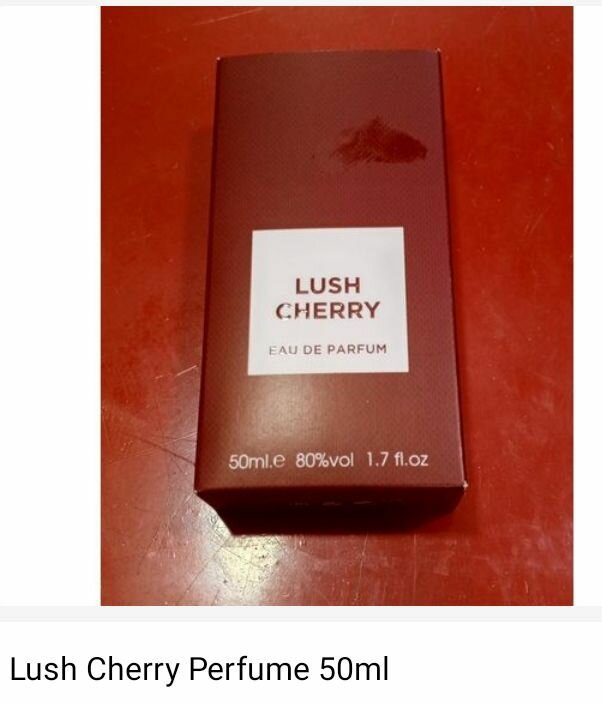 LUSH
CHERRY
EAU DE PARFUM
50ml.e 80%vol 1.7 fl.oz
Lush Cherry Perfume 50ml